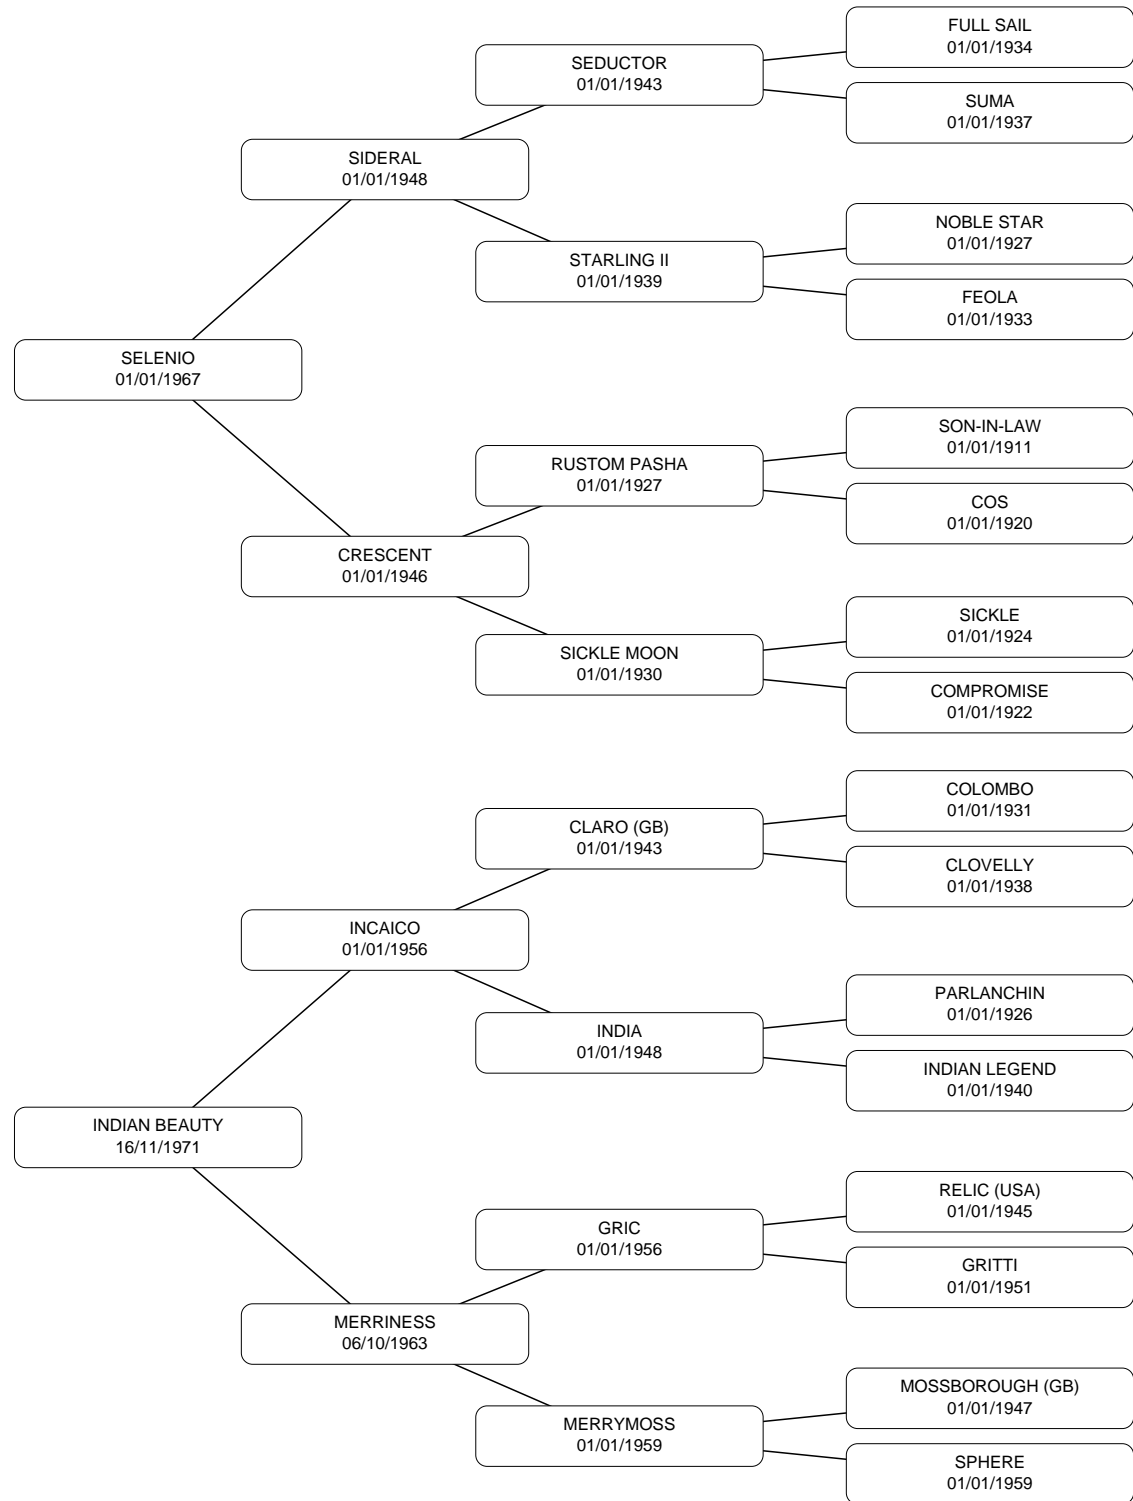 FULL SAIL
01/01/1934
SEDUCTOR
01/01/1943
SUMA
01/01/1937
SIDERAL
01/01/1948
NOBLE STAR
01/01/1927
STARLING II
01/01/1939
FEOLA
01/01/1933
SELENIO
01/01/1967
SON-IN-LAW
01/01/1911
RUSTOM PASHA
01/01/1927
COS
01/01/1920
CRESCENT
01/01/1946
SICKLE
01/01/1924
SICKLE MOON
01/01/1930
COMPROMISE
01/01/1922
COLOMBO
01/01/1931
CLARO (GB)
01/01/1943
CLOVELLY
01/01/1938
INCAICO
01/01/1956
PARLANCHIN
01/01/1926
INDIA
01/01/1948
INDIAN LEGEND
01/01/1940
INDIAN BEAUTY
16/11/1971
RELIC (USA)
01/01/1945
GRIC
01/01/1956
GRITTI
01/01/1951
MERRINESS
06/10/1963
MOSSBOROUGH (GB)
01/01/1947
MERRYMOSS
01/01/1959
SPHERE
01/01/1959